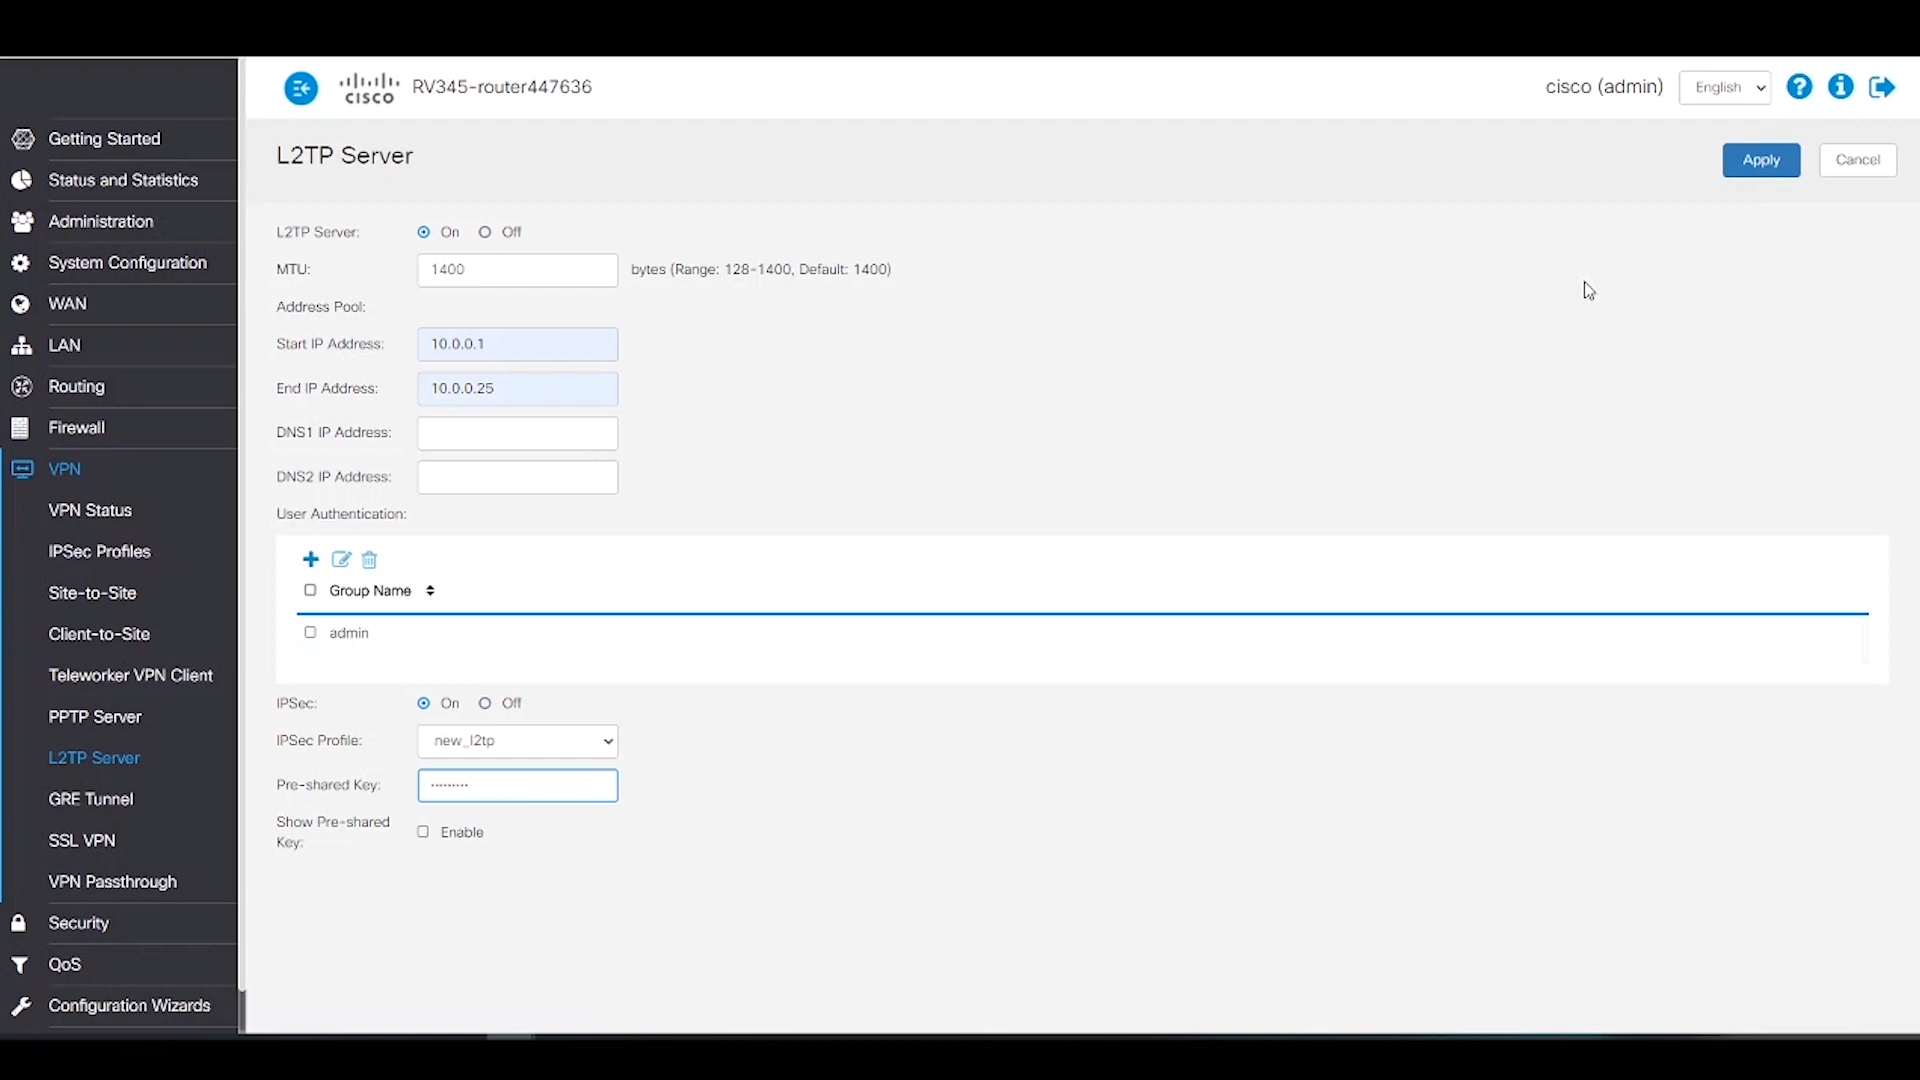 CISCO RV345-router447636 cisco (admin) English
Getting Started
Status and Statistics
Administration
System Configuration
WAN
LAN
Routing
Firewall
VPN
VPN Status
IPSec Profiles
Site-to-Site
Client-to-Site
Teleworker VPN Client
PPTP Server
L2TP Server
GRE Tunnel
SSL VPN
VPN Passthrough
Security
QoS
Configuration Wizards
L2TP Server Apply Cancel
L2TP Server: On Off
MTU: 1400 bytes (Range: 128-1400, Default: 1400)
Address Pool:
Start IP Address: 10.0.0.1
End IP Address: 10.0.0.25
DNS1 IP Address:
DNS2 IP Address:
User Authentication:
Group Name
admin
IPSec: On Off
IPSec Profile: new_l2tp
Pre-shared Key: ·········
Show Pre-shared
Key: Enable